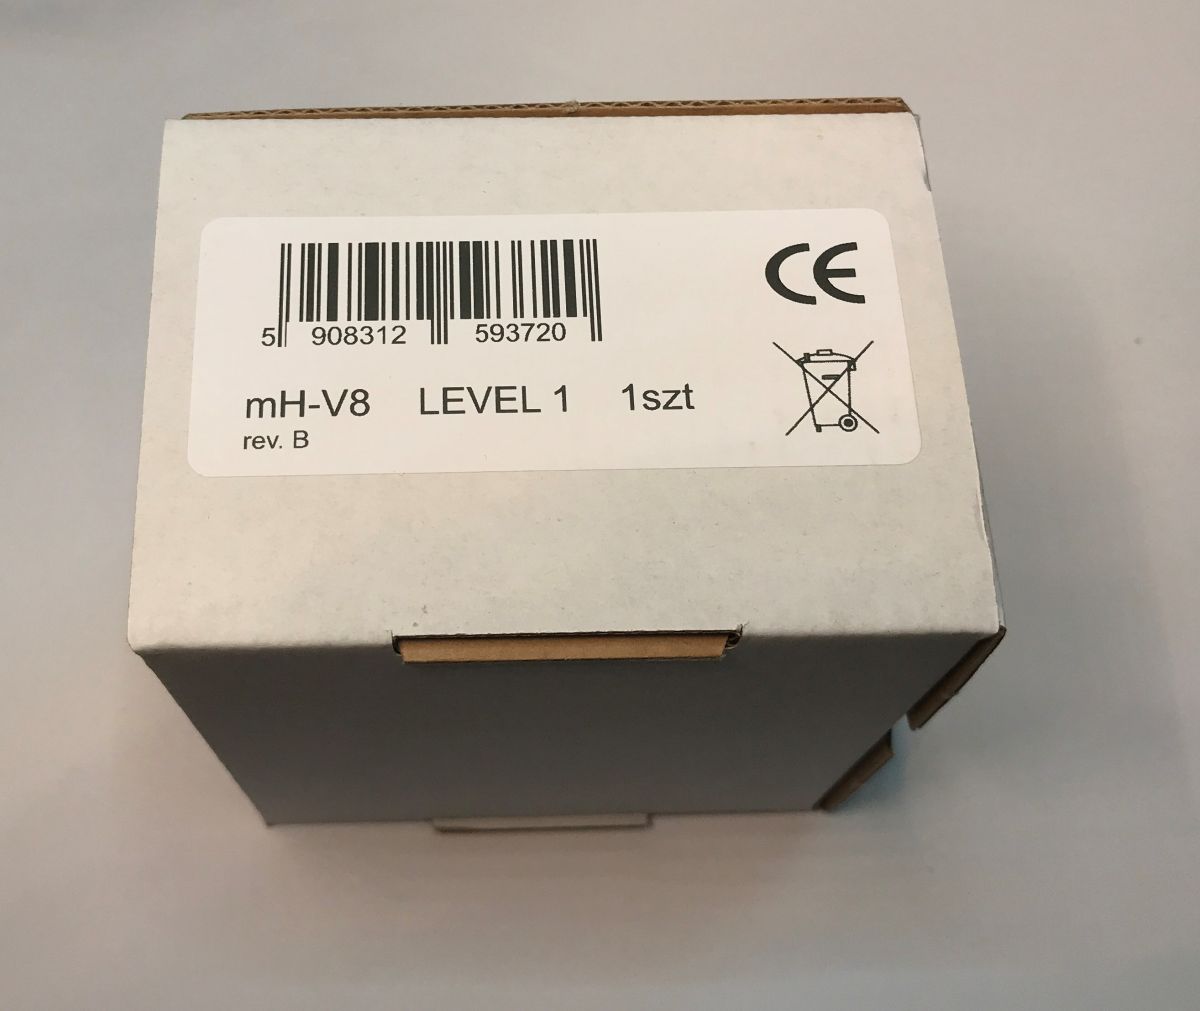 5 908312 593720
CE
mH-V8 LEVEL 1 1szt
rev. B